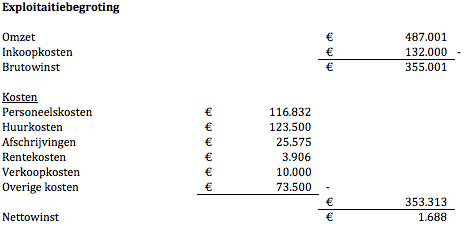 Exploitaitiebegroting
Omzet € 487.001
Inkoopkosten € 132.000 -
Brutowinst € 355.001
Kosten
Personeelskosten € 116.832
Huurkosten € 123.500
Afschrijvingen € 25.575
Rentekosten € 3.906
Verkoopkosten € 10.000
Overige kosten € 73.500 -
€ 353.313
Nettowinst € 1.688